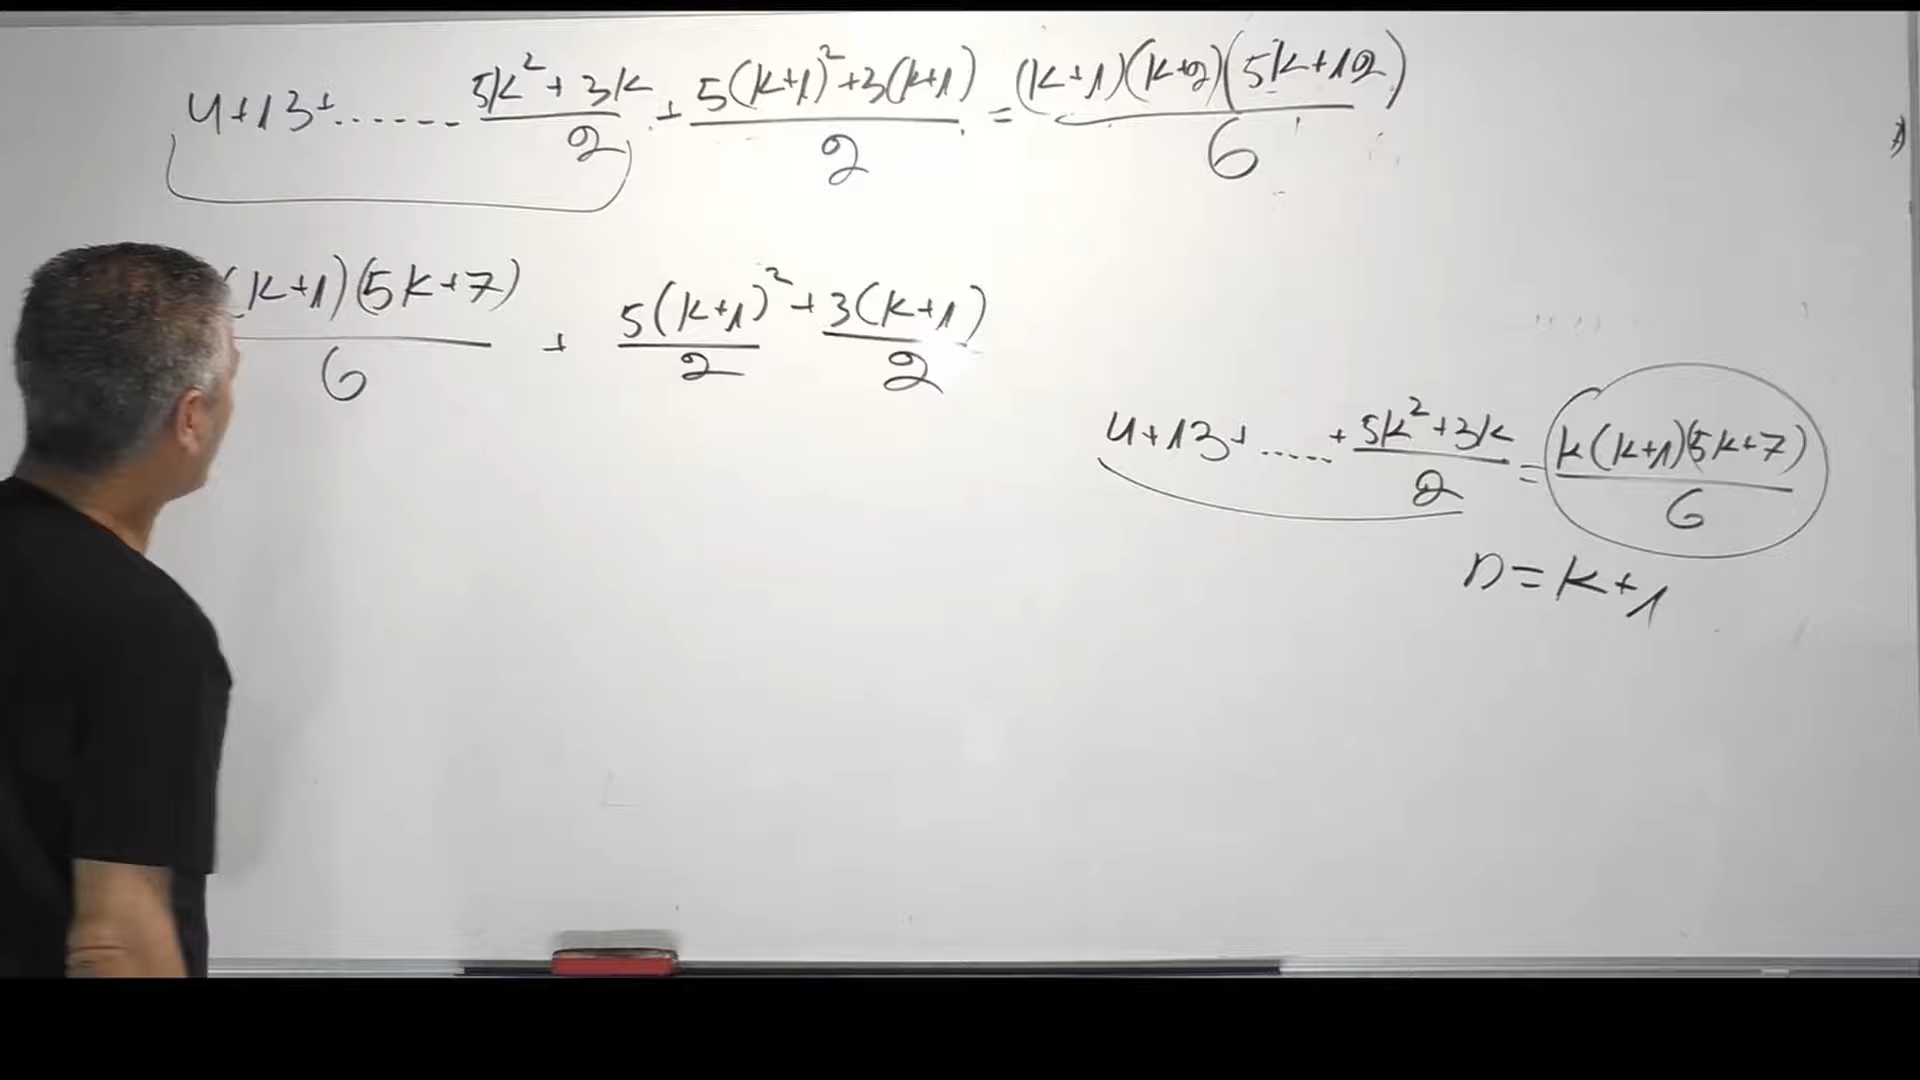 4+13+...... 5k²+3k/2 + 5(k+1)²+3(k+1)/2 = (k+1)(k+2)(5k+12)/6
(k+1)(5k+7)/6 + 5(k+1)²/2 + 3(k+1)/2
4+13+.....+5k²+3k/2 = k(k+1)(5k+7)/6
n=k+1